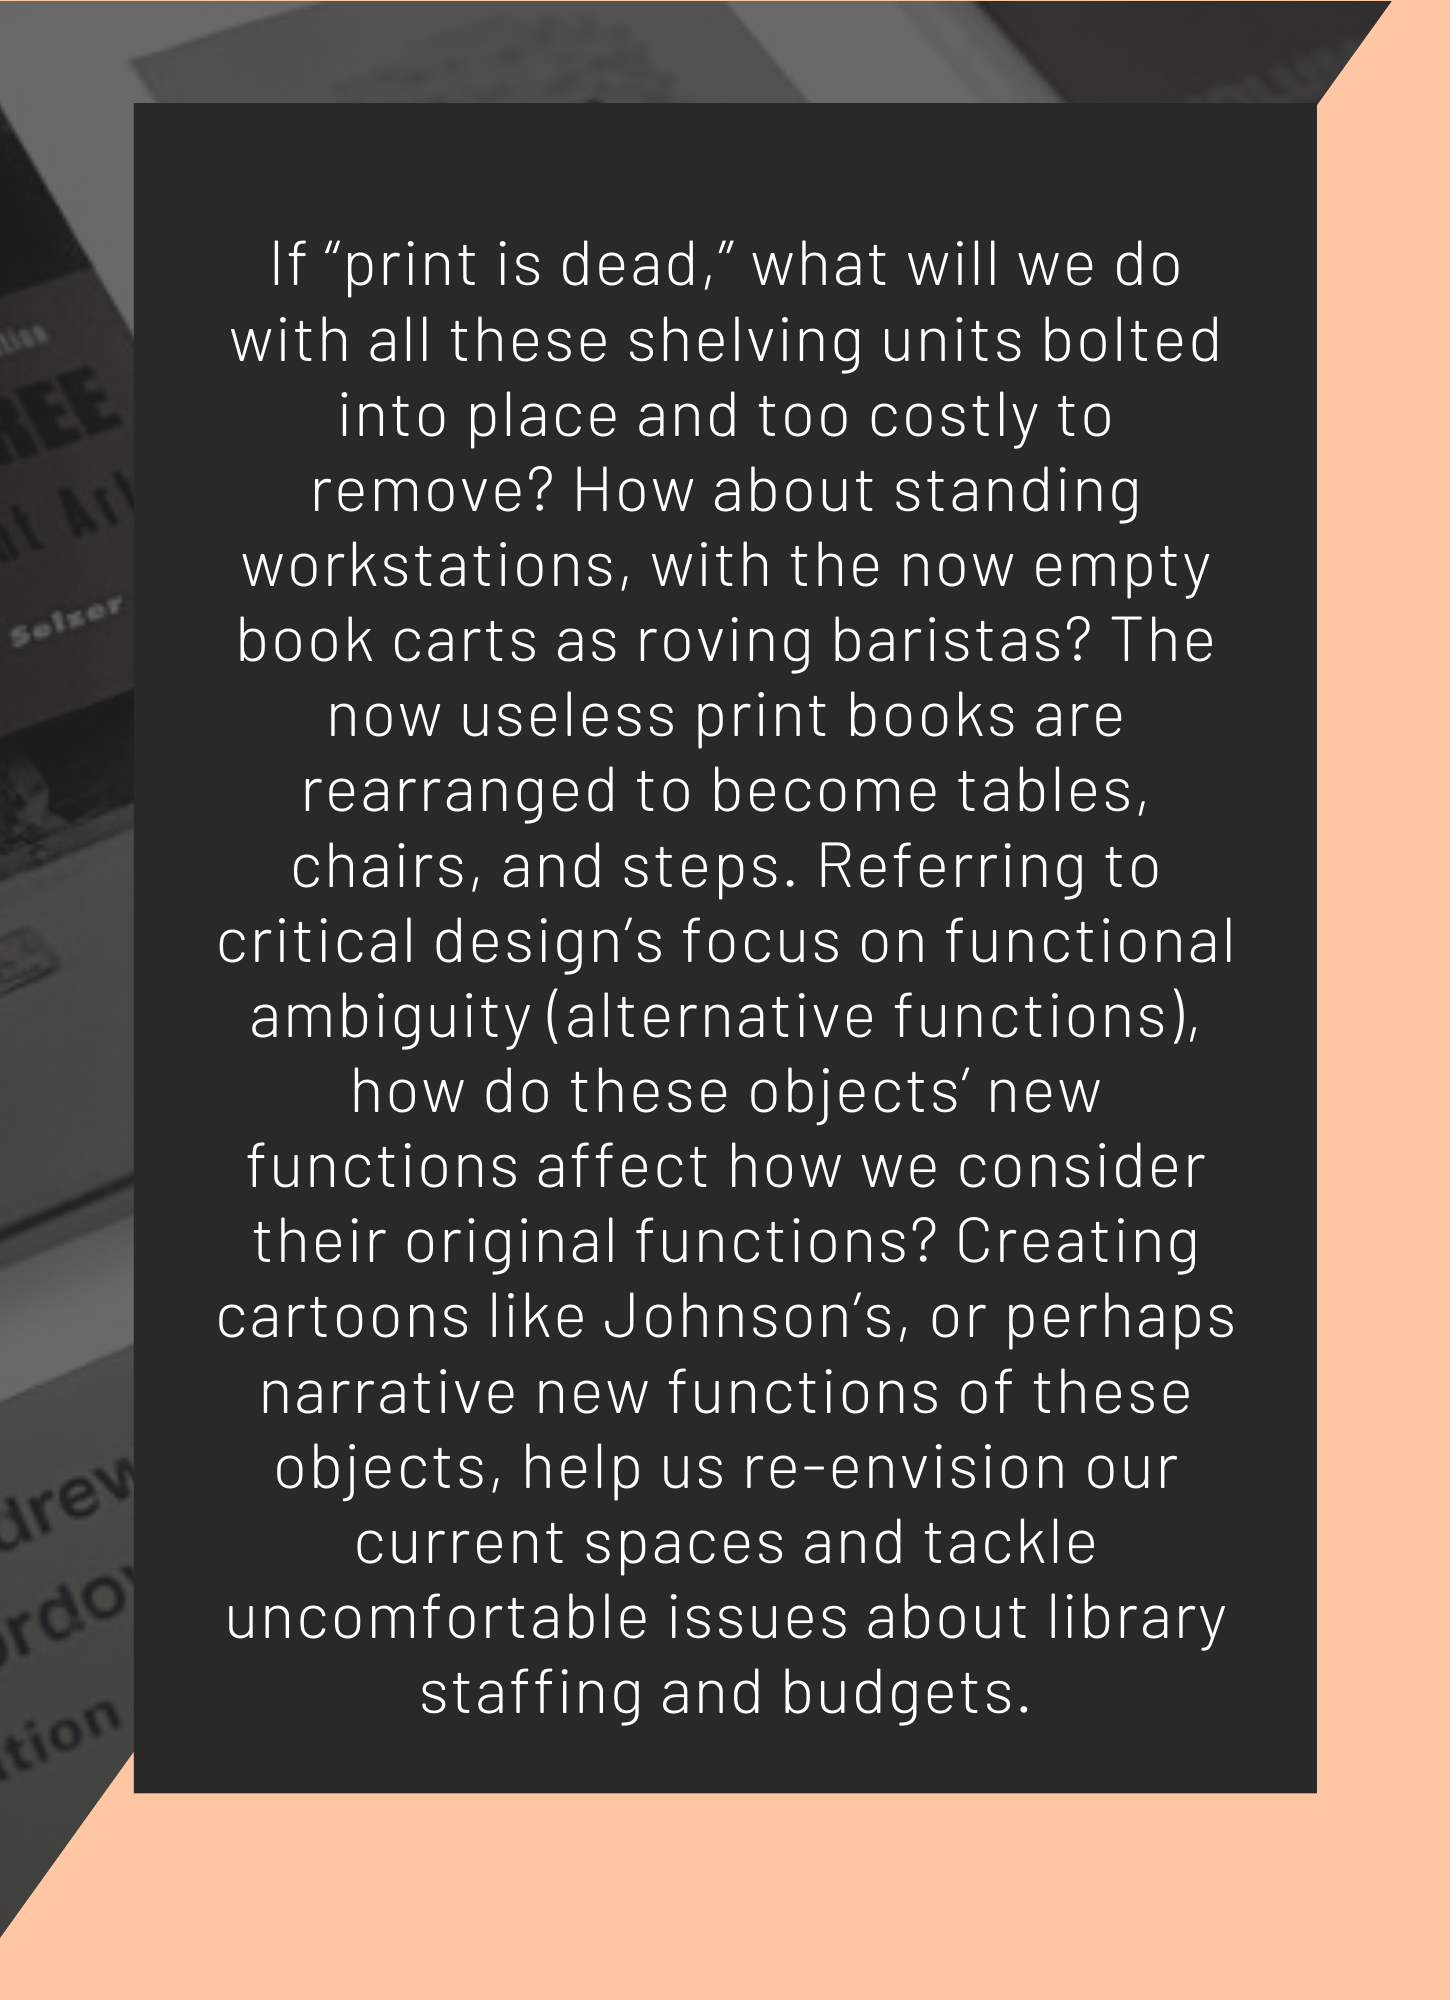 If “print is dead,” what will we do
with all these shelving units bolted
into place and too costly to
remove? How about standing
workstations, with the now empty
book carts as roving baristas? The
now useless print books are
rearranged to become tables,
chairs, and steps. Referring to
critical design’s focus on functional
ambiguity (alternative functions),
how do these objects’ new
functions affect how we consider
their original functions? Creating
cartoons like Johnson’s, or perhaps
narrative new functions of these
objects, help us re-envision our
current spaces and tackle
uncomfortable issues about library
staffing and budgets.
Selzer